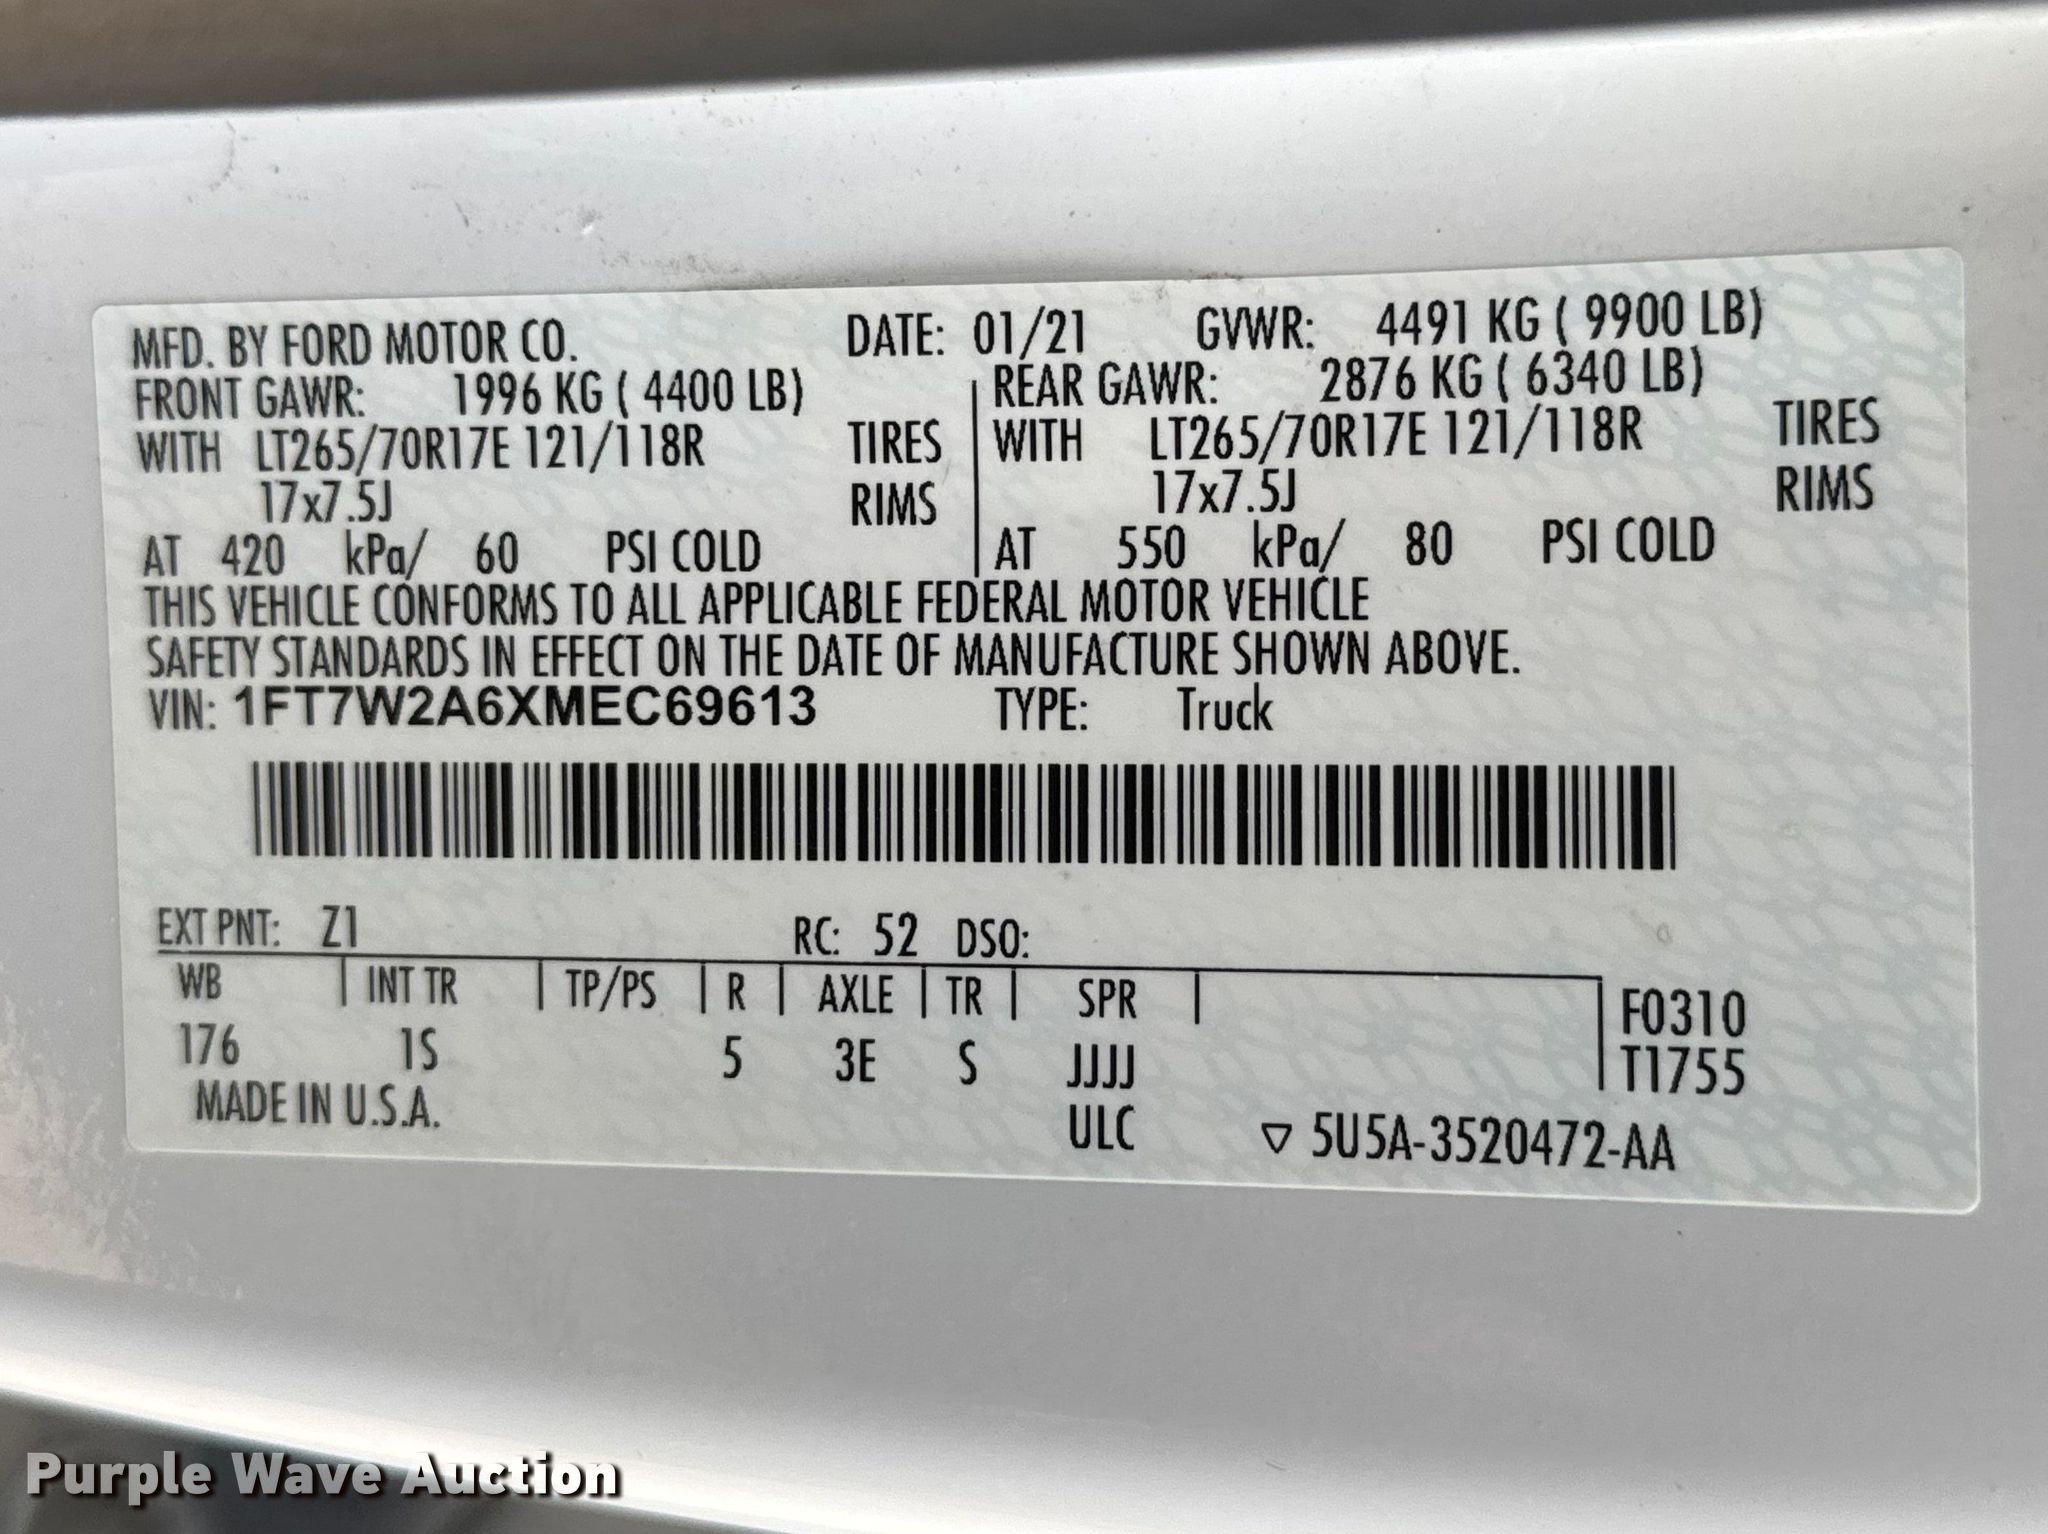 MFD. BY FORD MOTOR CO. DATE: 01/21 GVWR: 4491 KG ( 9900 LB)
FRONT GAWR: 1996 KG ( 4400 LB) REAR GAWR: 2876 KG ( 6340 LB)
WITH LT265/70R17E 121/118R TIRES WITH LT265/70R17E 121/118R TIRES
17x7.5J RIMS 17x7.5J RIMS
AT 420 kPa/ 60 PSI COLD AT 550 kPa/ 80 PSI COLD
THIS VEHICLE CONFORMS TO ALL APPLICABLE FEDERAL MOTOR VEHICLE
SAFETY STANDARDS IN EFFECT ON THE DATE OF MANUFACTURE SHOWN ABOVE.
VIN: 1FT7W2A6XMEC69613 TYPE: Truck
EXT PNT: Z1 RC: 52 DSO:
WB INT TR TP/PS R AXLE TR SPR F0310
176 1S 5 3E S JJJJ T1755
MADE IN U.S.A. ULC ▽ 5U5A-3520472-AA
Purple Wave Auction